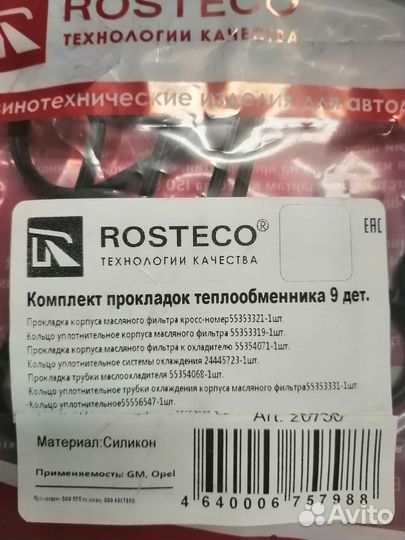 ROSTECO
ТЕХНОЛОГИИ КАЧЕСТВА
технические изделия для
ROSTECO®
ТЕХНОЛОГИИ КАЧЕСТВА
EAC
Комплект прокладок теплообменника 9 дет.
Прокладка корпуса масляного фильтра кросс-номер55353321-1шт.
Кольцо уплотнительное корпуса масляного фильтра 55353319-1шт.
Прокладка корпуса масляного фильтра к охладителю 55354071-1шт.
Кольцо уплотнительное системы охлаждения 24445723-1шт.
Прокладка трубки маслоохладителя 55354068-1шт.
Кольцо уплотнительное трубки охлаждения корпуса масляного фильтра55353331-1шт.
Кольцо уплотнительное55556547-1шт.
Арт.
Материал:Силикон
Применяемость: GM, Opel
4 640006 757988
Avito